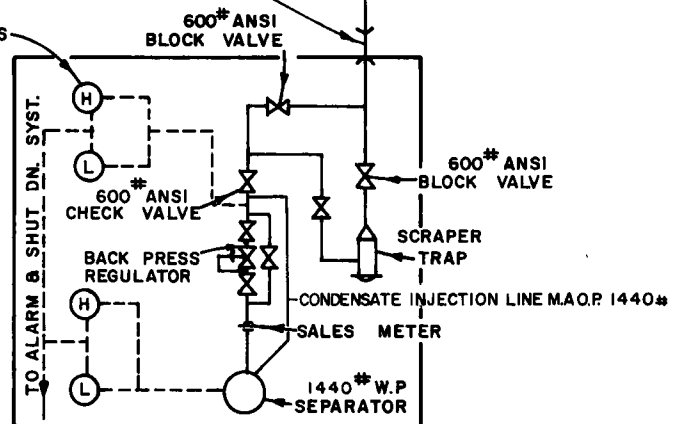 600# ANSI
BLOCK VALVE
S
H
L
TO ALARM & SHUT DN. SYST.
600# ANSI
CHECK VALVE
600# ANSI
BLOCK VALVE
SCRAPER
TRAP
BACK PRESS
REGULATOR
CONDENSATE INJECTION LINE M.A.O.P. 1440#
H
SALES METER
L
1440# W.P
SEPARATOR